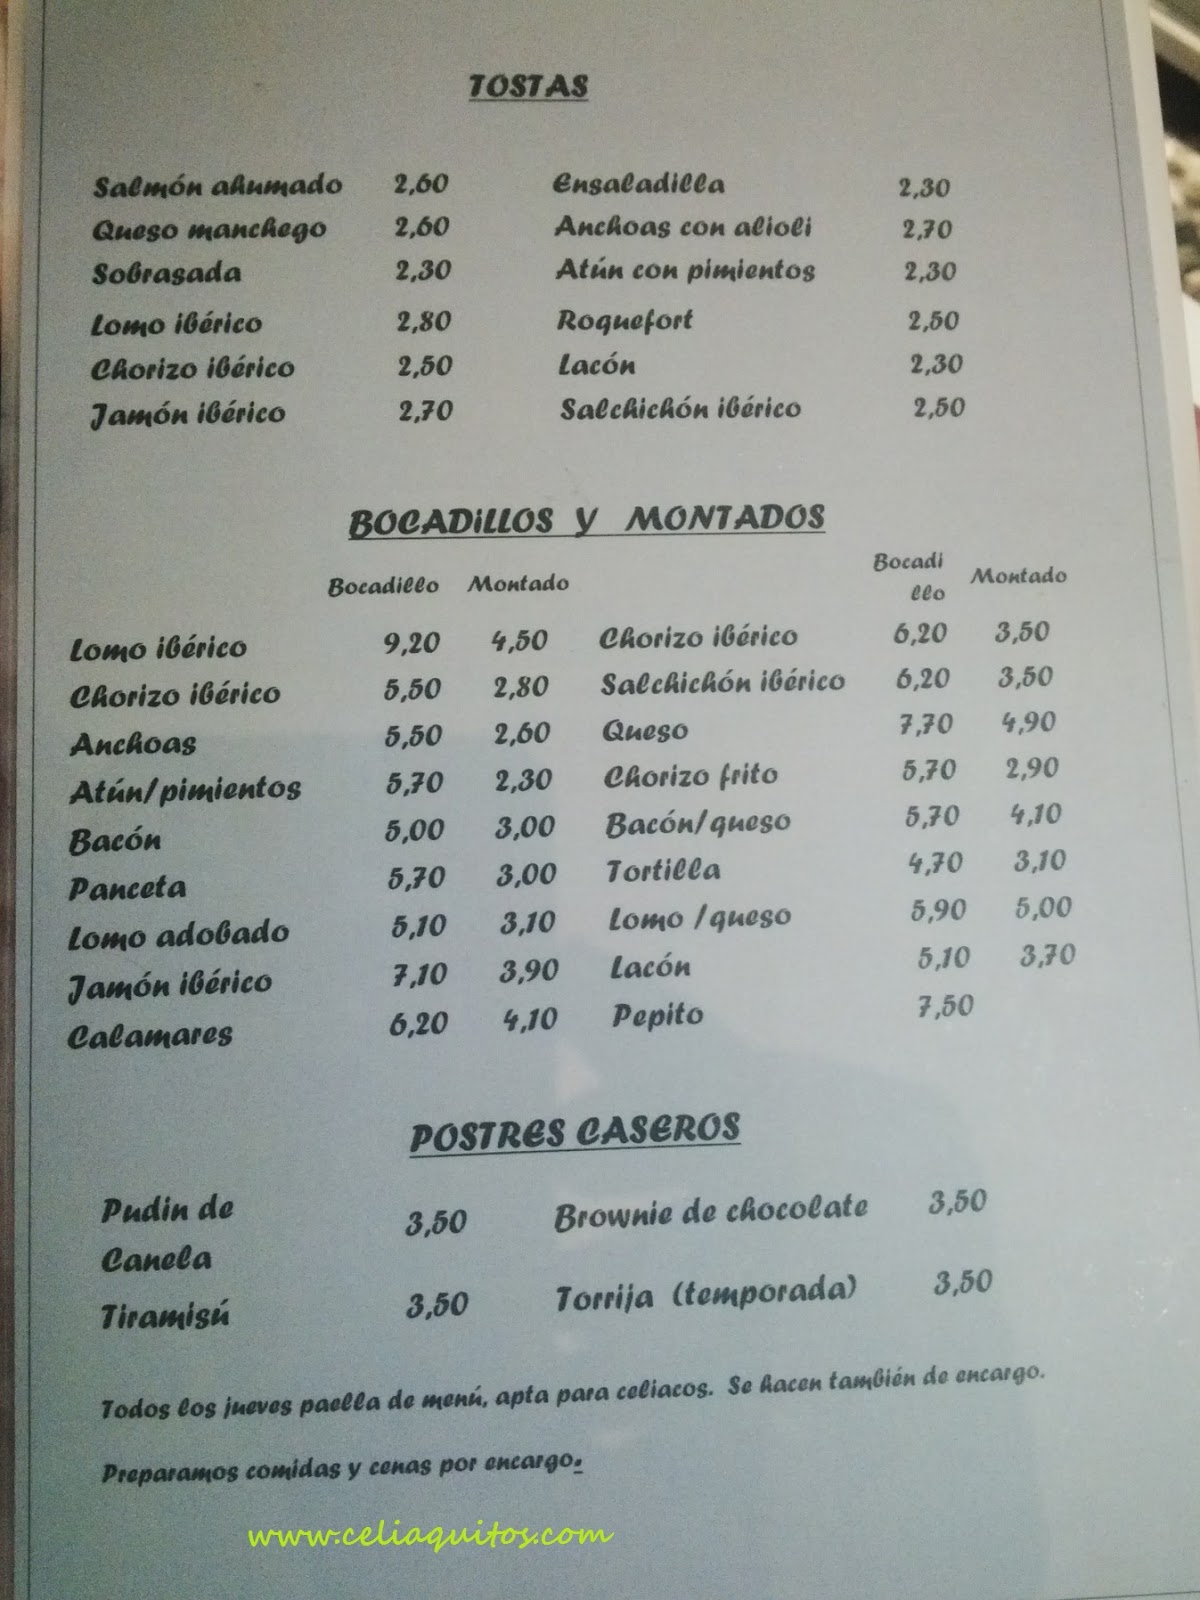 TOSTAS
Salmón ahumado 2,60 Ensaladilla 2,30
Queso manchego 2,60 Anchoas con alioli 2,70
Sobrasada 2,30 Atún con pimientos 2,30
Lomo ibérico 2,80 Roquefort 2,50
Chorizo ibérico 2,50 Lacón 2,30
Jamón ibérico 2,70 Salchichón ibérico 2,50
BOCADiLLOS y MONTADOS
Bocadillo Montado Bocadi Montado
llo
Lomo ibérico 9,20 4,50 Chorizo ibérico 6,20 3,50
Chorizo ibérico 5,50 2,80 Salchichón ibérico 6,20 3,50
Anchoas 5,50 2,60 Queso 7,70 4,90
Atún/pimientos 5,70 2,30 Chorizo frito 5,70 2,90
Bacón 5,00 3,00 Bacón/queso 5,70 4,10
Panceta 5,70 3,00 Tortilla 4,70 3,10
Lomo adobado 5,10 3,10 Lomo /queso 5,90 5,00
Jamón ibérico 7,10 3,90 Lacón 5,10 3,70
Calamares 6,20 4,10 Pepito 7,50
POSTRES CASEROS
Pudin de 3,50 Brownie de chocolate 3,50
Canela
Tiramisú 3,50 Torrija (temporada) 3,50
Todos los jueves paella de menú, apta para celiacos. Se hacen también de encargo.
Preparamos comidas y cenas por encargo.
www.celiaquitos.com